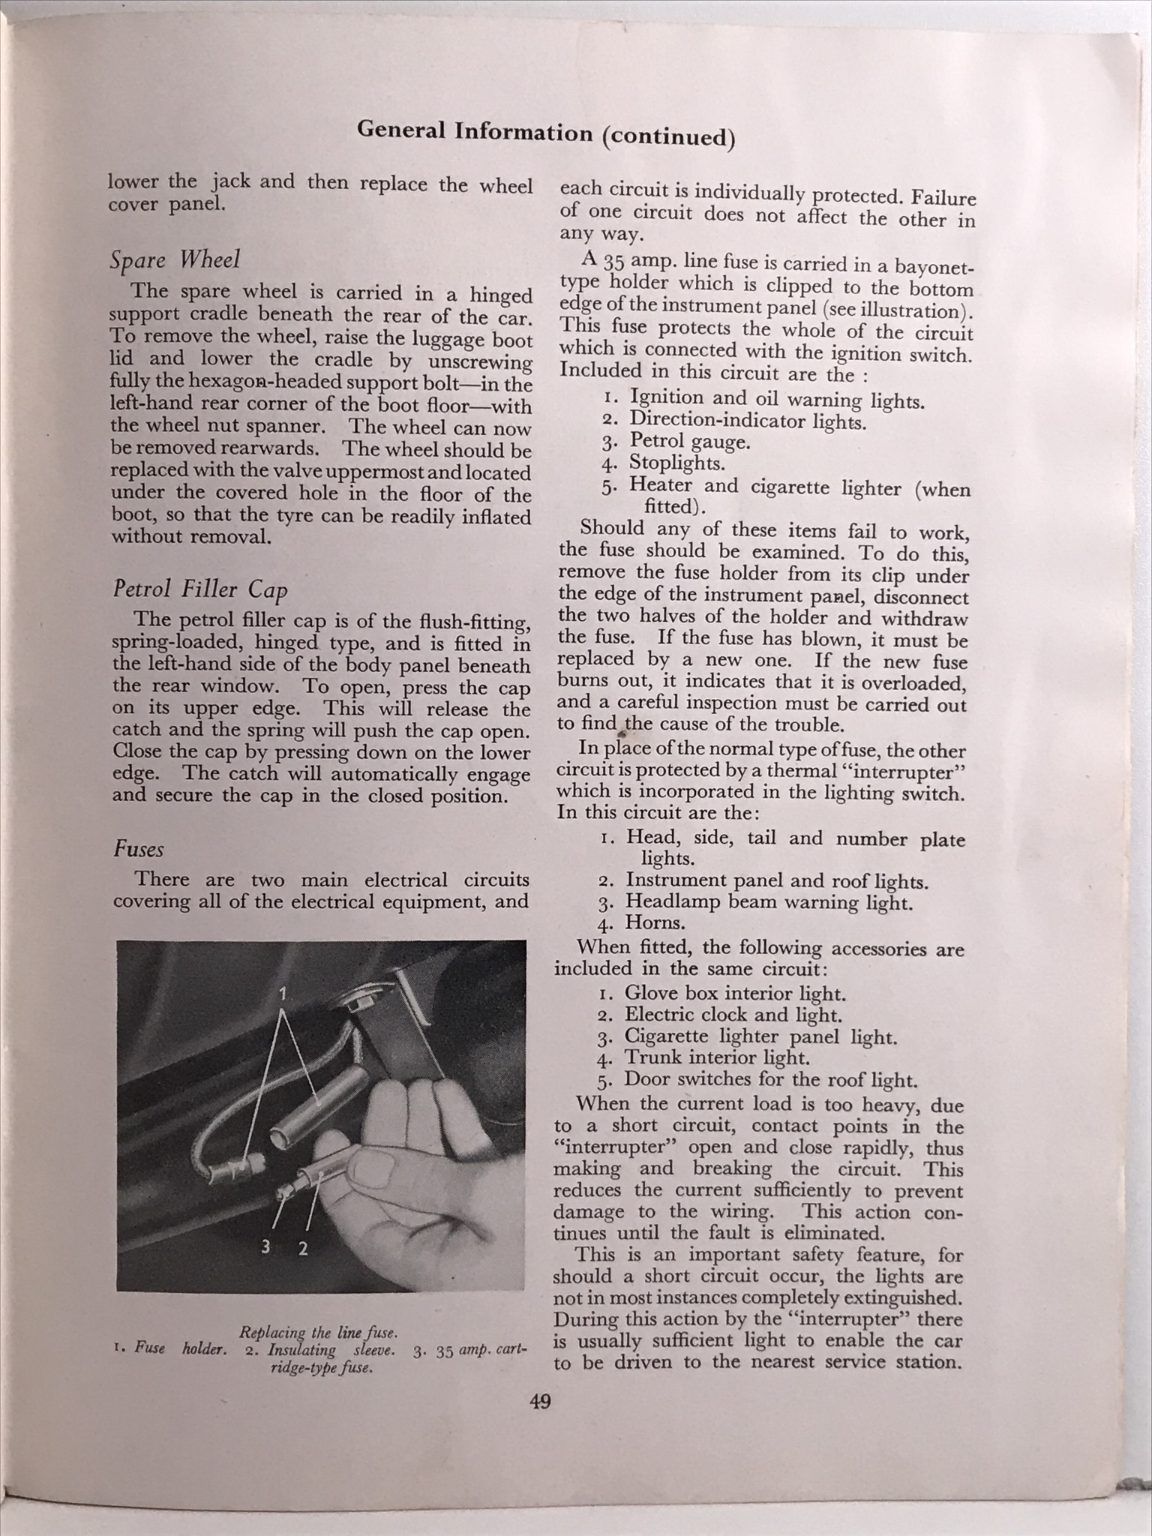 General Information (continued)
lower the jack and then replace the wheel
cover panel.
Spare Wheel
The spare wheel is carried in a hinged
support cradle beneath the rear of the car.
To remove the wheel, raise the luggage boot
lid and lower the cradle by unscrewing
fully the hexagon-headed support bolt—in the
left-hand rear corner of the boot floor—with
the wheel nut spanner. The wheel can now
be removed rearwards. The wheel should be
replaced with the valve uppermost and located
under the covered hole in the floor of the
boot, so that the tyre can be readily inflated
without removal.
Petrol Filler Cap
The petrol filler cap is of the flush-fitting,
spring-loaded, hinged type, and is fitted in
the left-hand side of the body panel beneath
the rear window. To open, press the cap
on its upper edge. This will release the
catch and the spring will push the cap open.
Close the cap by pressing down on the lower
edge. The catch will automatically engage
and secure the cap in the closed position.
Fuses
There are two main electrical circuits
covering all of the electrical equipment, and
1
3 2
Replacing the line fuse.
1. Fuse holder. 2. Insulating sleeve. 3. 35 amp. cart-
ridge-type fuse.
each circuit is individually protected. Failure
of one circuit does not affect the other in
any way.
A 35 amp. line fuse is carried in a bayonet-
type holder which is clipped to the bottom
edge of the instrument panel (see illustration).
This fuse protects the whole of the circuit
which is connected with the ignition switch.
Included in this circuit are the :
1. Ignition and oil warning lights.
2. Direction-indicator lights.
3. Petrol gauge.
4. Stoplights.
5. Heater and cigarette lighter (when
fitted).
Should any of these items fail to work,
the fuse should be examined. To do this,
remove the fuse holder from its clip under
the edge of the instrument panel, disconnect
the two halves of the holder and withdraw
the fuse. If the fuse has blown, it must be
replaced by a new one. If the new fuse
burns out, it indicates that it is overloaded,
and a careful inspection must be carried out
to find the cause of the trouble.
In place of the normal type of fuse, the other
circuit is protected by a thermal “interrupter”
which is incorporated in the lighting switch.
In this circuit are the:
1. Head, side, tail and number plate
lights.
2. Instrument panel and roof lights.
3. Headlamp beam warning light.
4. Horns.
When fitted, the following accessories are
included in the same circuit:
1. Glove box interior light.
2. Electric clock and light.
3. Cigarette lighter panel light.
4. Trunk interior light.
5. Door switches for the roof light.
When the current load is too heavy, due
to a short circuit, contact points in the
“interrupter” open and close rapidly, thus
making and breaking the circuit. This
reduces the current sufficiently to prevent
damage to the wiring. This action con-
tinues until the fault is eliminated.
This is an important safety feature, for
should a short circuit occur, the lights are
not in most instances completely extinguished.
During this action by the “interrupter” there
is usually sufficient light to enable the car
to be driven to the nearest service station.
49